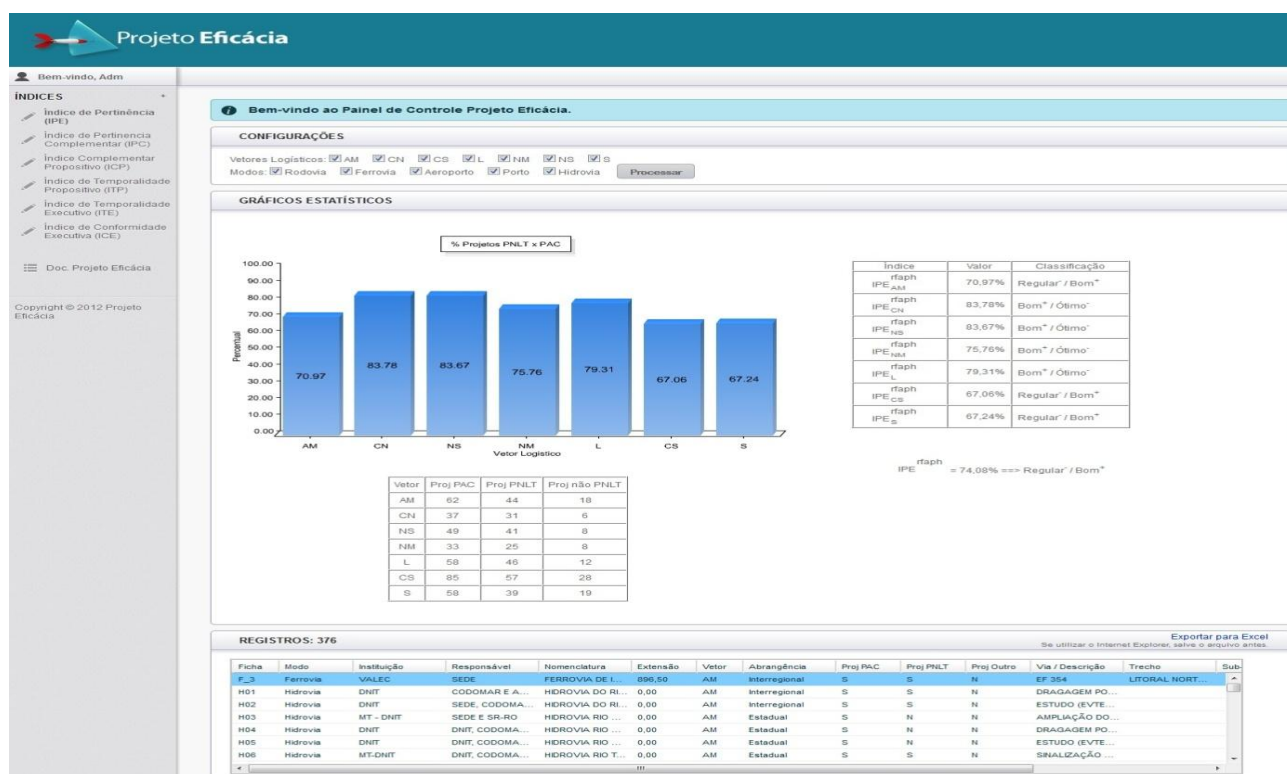 Projeto Eficácia
Bem-vindo, Adm
ÍNDICES
Índice de Pertinência
(IPE)
Índice de Pertinencia
Complementar (IPC)
Índice Complementar
Propositivo (ICP)
Índice de Temporalidade
Propositivo (ITP)
Índice de Temporalidade
Executivo (ITE)
Índice de Conformidade
Executiva (ICE)
Doc. Projeto Eficácia
Copyright © 2012 Projeto
Eficácia
Bem-vindo ao Painel de Controle Projeto Eficácia.
CONFIGURAÇÕES
Vetores Logísticos: AM CN CS L NM NS S
Modos: Rodovia Ferrovia Aeroporto Porto Hidrovia Processar
GRÁFICOS ESTATÍSTICOS
% Projetos PNLT x PAC
Percentual
100.00
90.00
80.00
70.00
60.00
50.00
40.00
30.00
20.00
10.00
0.00
70.97 83.78 83.67 75.76 79.31 67.06 67.24
AM CN NS NM L CS S
Vetor Logístico
Índice Valor Classificação
IPE rfaph AM 70,97% Regular- / Bom+
IPE rfaph CN 83,78% Bom+ / Ótimo-
IPE rfaph NS 83,67% Bom+ / Ótimo-
IPE rfaph NM 75,76% Bom+ / Ótimo-
IPE rfaph L 79,31% Bom+ / Ótimo-
IPE rfaph CS 67,06% Regular- / Bom+
IPE rfaph S 67,24% Regular- / Bom+
IPE rfaph = 74,08% ==> Regular- / Bom+
Vetor Proj PAC Proj PNLT Proj não PNLT
AM 62 44 18
CN 37 31 6
NS 49 41 8
NM 33 25 8
L 58 46 12
CS 85 57 28
S 58 39 19
REGISTROS: 376
Exportar para Excel
Se utilizar o Internet Explorer, salve o arquivo antes.
Ficha Modo Instituição Responsável Nomenclatura Extensão Vetor Abrangência Proj PAC Proj PNLT Proj Outro Via / Descrição Trecho Sub-
F_3 Ferrovia VALEC SEDE FERROVIA DE I... 896,50 AM Interregional S S N EF 354 LITORAL NORT...
H01 Hidrovia DNIT CODOMAR E A... HIDROVIA DO RI... 0,00 AM Interregional S S N DRAGAGEM PO...
H02 Hidrovia DNIT SEDE, CODOMA... HIDROVIA DO RI... 0,00 AM Interregional S S N ESTUDO (EVTE...
H03 Hidrovia MT - DNIT SEDE E SR-RO HIDROVIA RIO ... 0,00 AM Estadual S N N AMPLIAÇÃO DO...
H04 Hidrovia DNIT DNIT, CODOMA... HIDROVIA RIO ... 0,00 AM Estadual S N N DRAGAGEM PO...
H05 Hidrovia DNIT DNIT, CODOMA... HIDROVIA RIO ... 0,00 AM Estadual S N N ESTUDO (EVTE...
H06 Hidrovia MT-DNIT DNIT, CODOMA... HIDROVIA RIO T... 0,00 AM Estadual S S N SINALIZAÇÃO ...